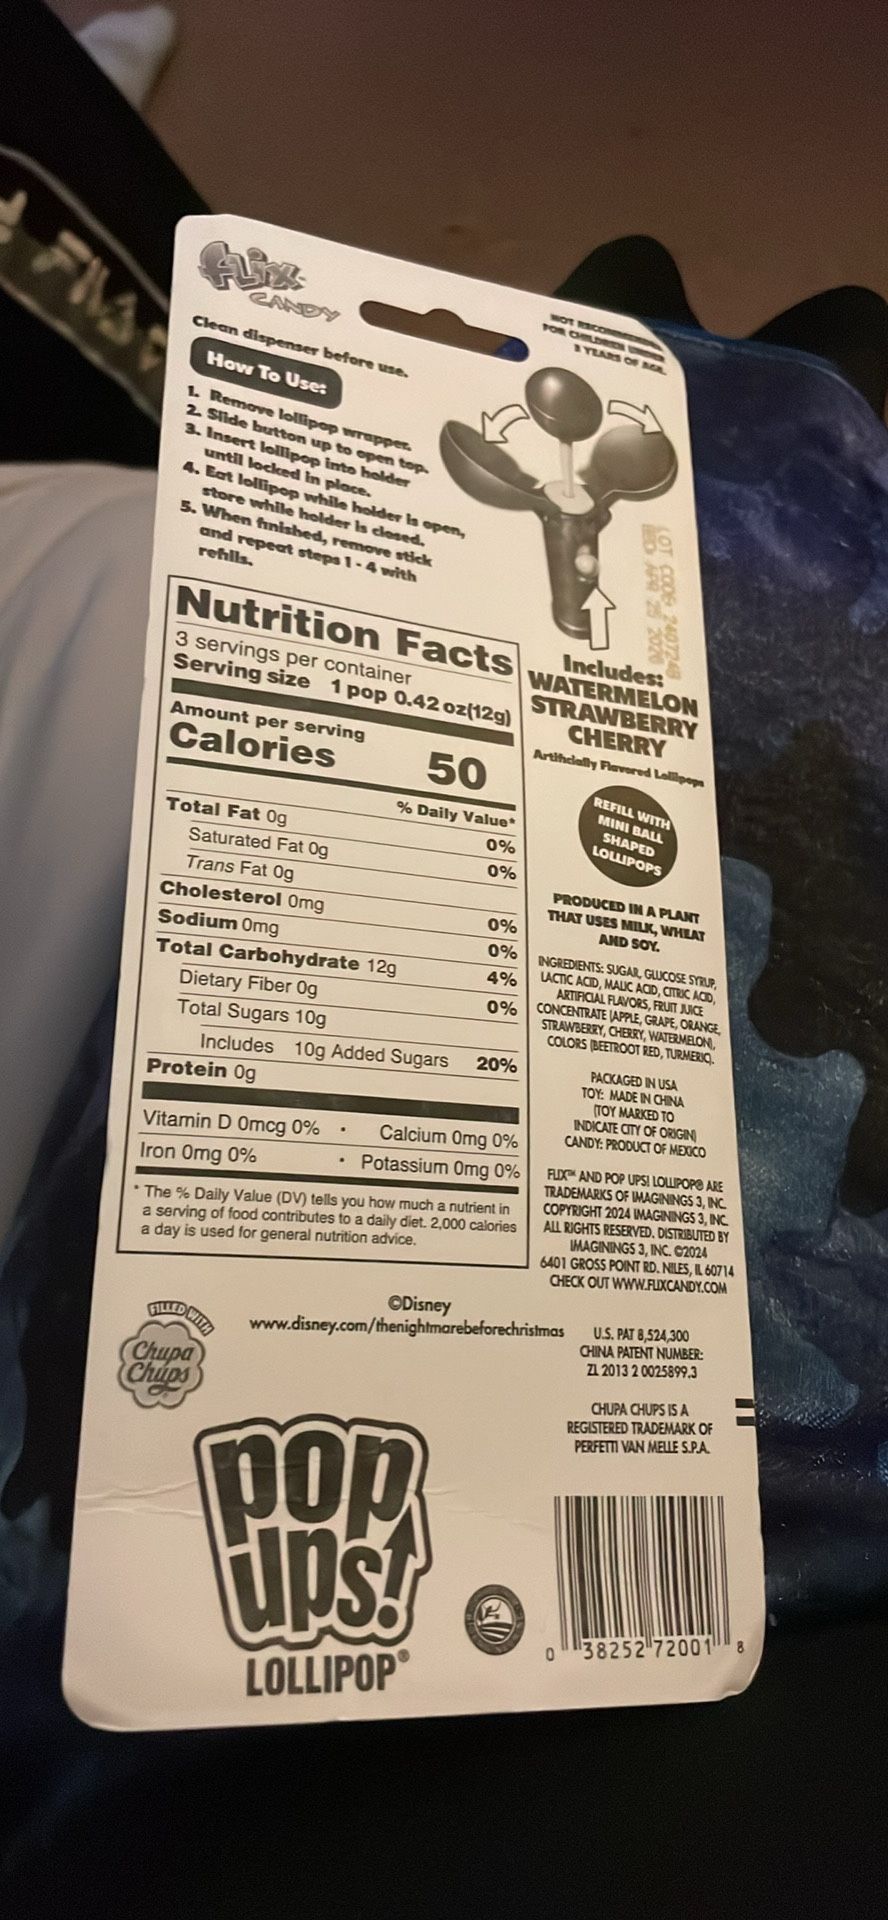 FILA
FLiX
CANDY
NOT RECOMMENDED
FOR CHILDREN UNDER
3 YEARS OF AGE.
Clean dispenser before use.
How To Use:
1. Remove lollipop wrapper.
2. Slide button up to open top.
3. Insert lollipop into holder
until locked in place.
4. Eat lollipop while holder is open,
store while holder is closed.
5. When finished, remove stick
and repeat steps 1 - 4 with
refills.
Nutrition Facts
3 servings per container
Serving size 1 pop 0.42 oz(12g)
Amount per serving
Calories 50
% Daily Value*
Total Fat 0g 0%
Saturated Fat 0g 0%
Trans Fat 0g
Cholesterol 0mg 0%
Sodium 0mg 0%
Total Carbohydrate 12g 4%
Dietary Fiber 0g 0%
Total Sugars 10g
Includes 10g Added Sugars 20%
Protein 0g
Vitamin D 0mcg 0% • Calcium 0mg 0%
Iron 0mg 0% • Potassium 0mg 0%
* The % Daily Value (DV) tells you how much a nutrient in
a serving of food contributes to a daily diet. 2,000 calories
a day is used for general nutrition advice.
LOT CODE
APR 25 2026
Includes:
WATERMELON
STRAWBERRY
CHERRY
Artificially Flavored Lollipops
REFILL WITH
MINI BALL
SHAPED
LOLLIPOPS
PRODUCED IN A PLANT
THAT USES MILK, WHEAT
AND SOY.
INGREDIENTS: SUGAR, GLUCOSE SYRUP,
LACTIC ACID, MALIC ACID, CITRIC ACID,
ARTIFICIAL FLAVORS, FRUIT JUICE
CONCENTRATE (APPLE, GRAPE, ORANGE,
STRAWBERRY, CHERRY, WATERMELON),
COLORS (BEETROOT RED, TURMERIC).
PACKAGED IN USA
TOY: MADE IN CHINA
(TOY MARKED TO
INDICATE CITY OF ORIGIN)
CANDY: PRODUCT OF MEXICO
FLIX™ AND POP UPS! LOLLIPOP® ARE
TRADEMARKS OF IMAGININGS 3, INC.
COPYRIGHT 2024 IMAGININGS 3, INC.
ALL RIGHTS RESERVED. DISTRIBUTED BY
IMAGININGS 3, INC. ©2024
6401 GROSS POINT RD. NILES, IL 60714
CHECK OUT WWW.FLIXCANDY.COM
©Disney
www.disney.com/thenightmarebeforechristmas
U.S. PAT 8,524,300
CHINA PATENT NUMBER:
ZL 2013 2 0025899.3
CHUPA CHUPS IS A
REGISTERED TRADEMARK OF
PERFETTI VAN MELLE S.P.A.
FILLED WITH
Chupa
Chups
pop
ups!
LOLLIPOP®
0 38252 72001 8